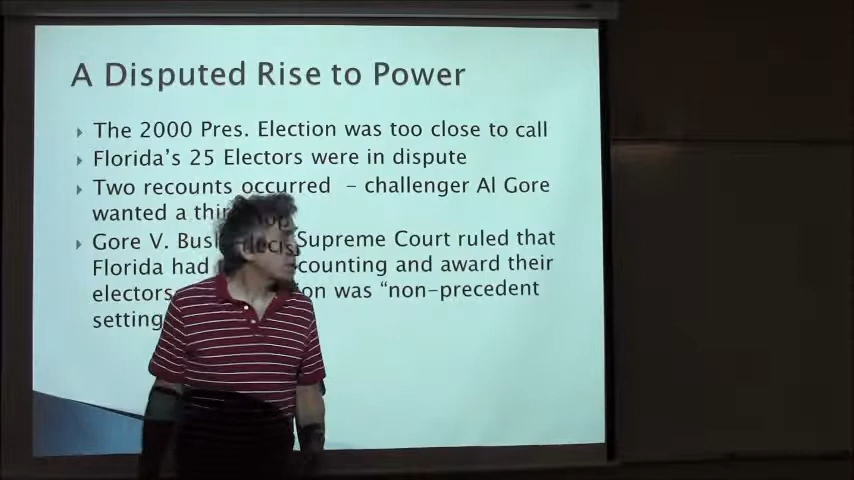 A Disputed Rise to Power
The 2000 Pres. Election was too close to call
Florida's 25 Electors were in dispute
Two recounts occurred – challenger Al Gore
wanted a thir
Gore V. Bus Supreme Court ruled that
Florida had counting and award their
electors on was "non-precedent
setting